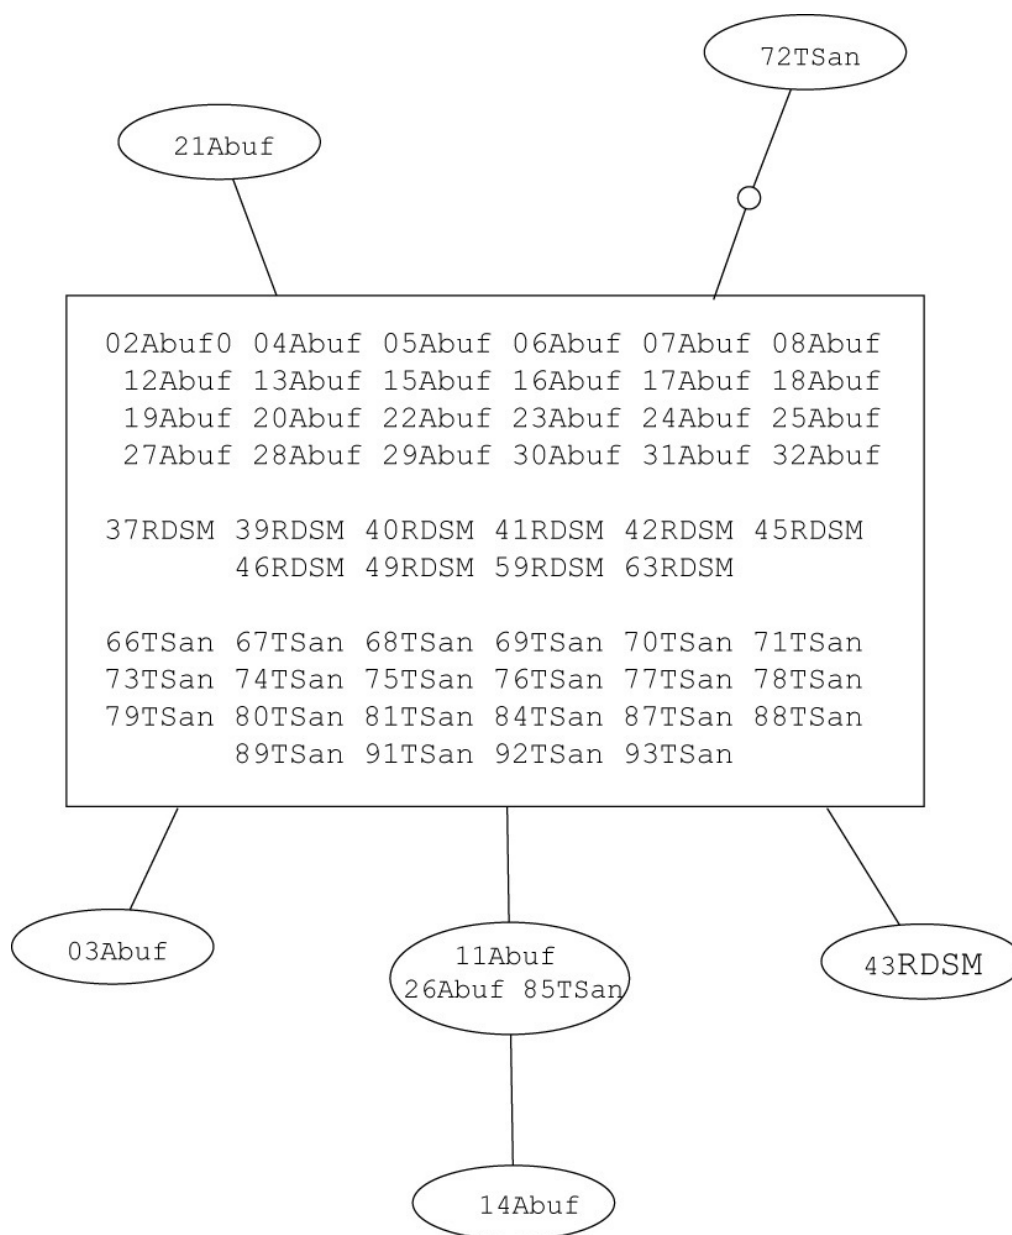 72TSan
21Abuf
02Abuf0 04Abuf 05Abuf 06Abuf 07Abuf 08Abuf
12Abuf 13Abuf 15Abuf 16Abuf 17Abuf 18Abuf
19Abuf 20Abuf 22Abuf 23Abuf 24Abuf 25Abuf
27Abuf 28Abuf 29Abuf 30Abuf 31Abuf 32Abuf
37RDSM 39RDSM 40RDSM 41RDSM 42RDSM 45RDSM
46RDSM 49RDSM 59RDSM 63RDSM
66TSan 67TSan 68TSan 69TSan 70TSan 71TSan
73TSan 74TSan 75TSan 76TSan 77TSan 78TSan
79TSan 80TSan 81TSan 84TSan 87TSan 88TSan
89TSan 91TSan 92TSan 93TSan
03Abuf
11Abuf
26Abuf 85TSan
43RDSM
14Abuf